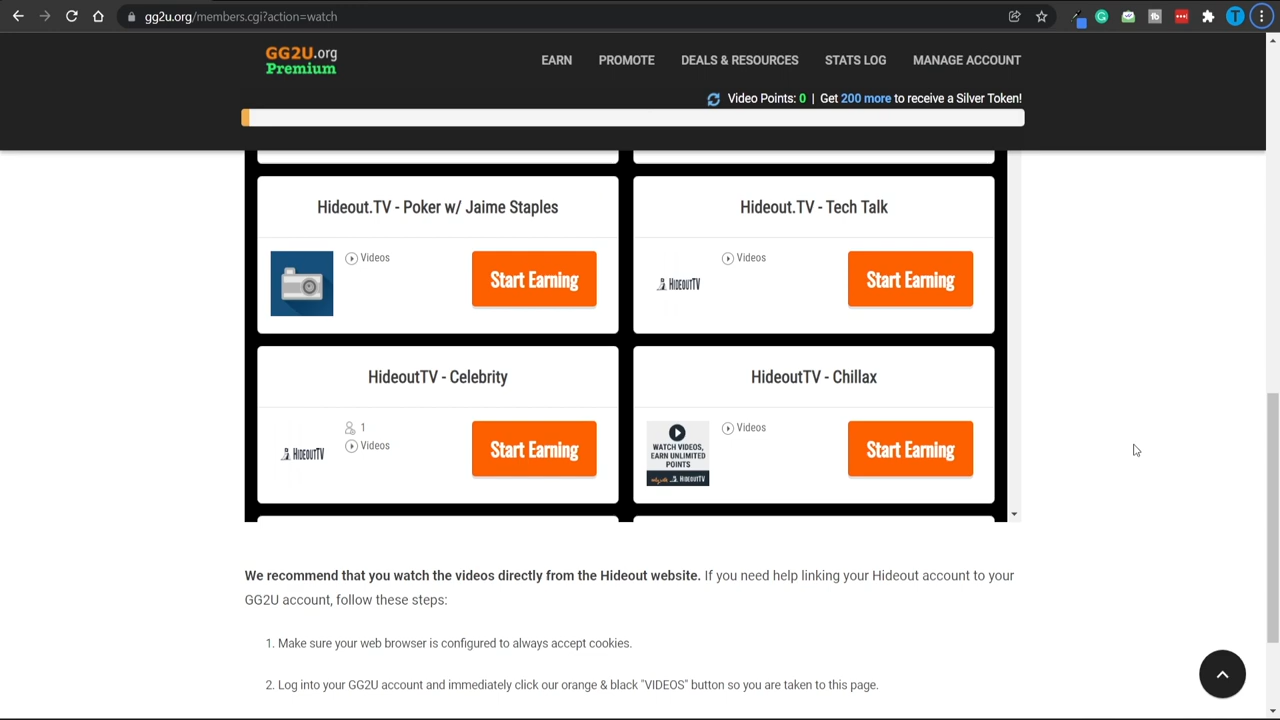 gg2u.org/members.cgi?action=watch
GG2U.org
Premium
EARN PROMOTE DEALS & RESOURCES STATS LOG MANAGE ACCOUNT
Video Points: 0 | Get 200 more to receive a Silver Token!
Hideout.TV - Poker w/ Jaime Staples
Videos
Start Earning
Hideout.TV - Tech Talk
HIDEOUTTV
Videos
Start Earning
HideoutTV - Celebrity
HIDEOUTTV
1
Videos
Start Earning
HideoutTV - Chillax
WATCH VIDEOS,
EARN UNLIMITED
POINTS
HIDEOUTTV
Videos
Start Earning
We recommend that you watch the videos directly from the Hideout website. If you need help linking your Hideout account to your
GG2U account, follow these steps:
1. Make sure your web browser is configured to always accept cookies.
2. Log into your GG2U account and immediately click our orange & black "VIDEOS" button so you are taken to this page.